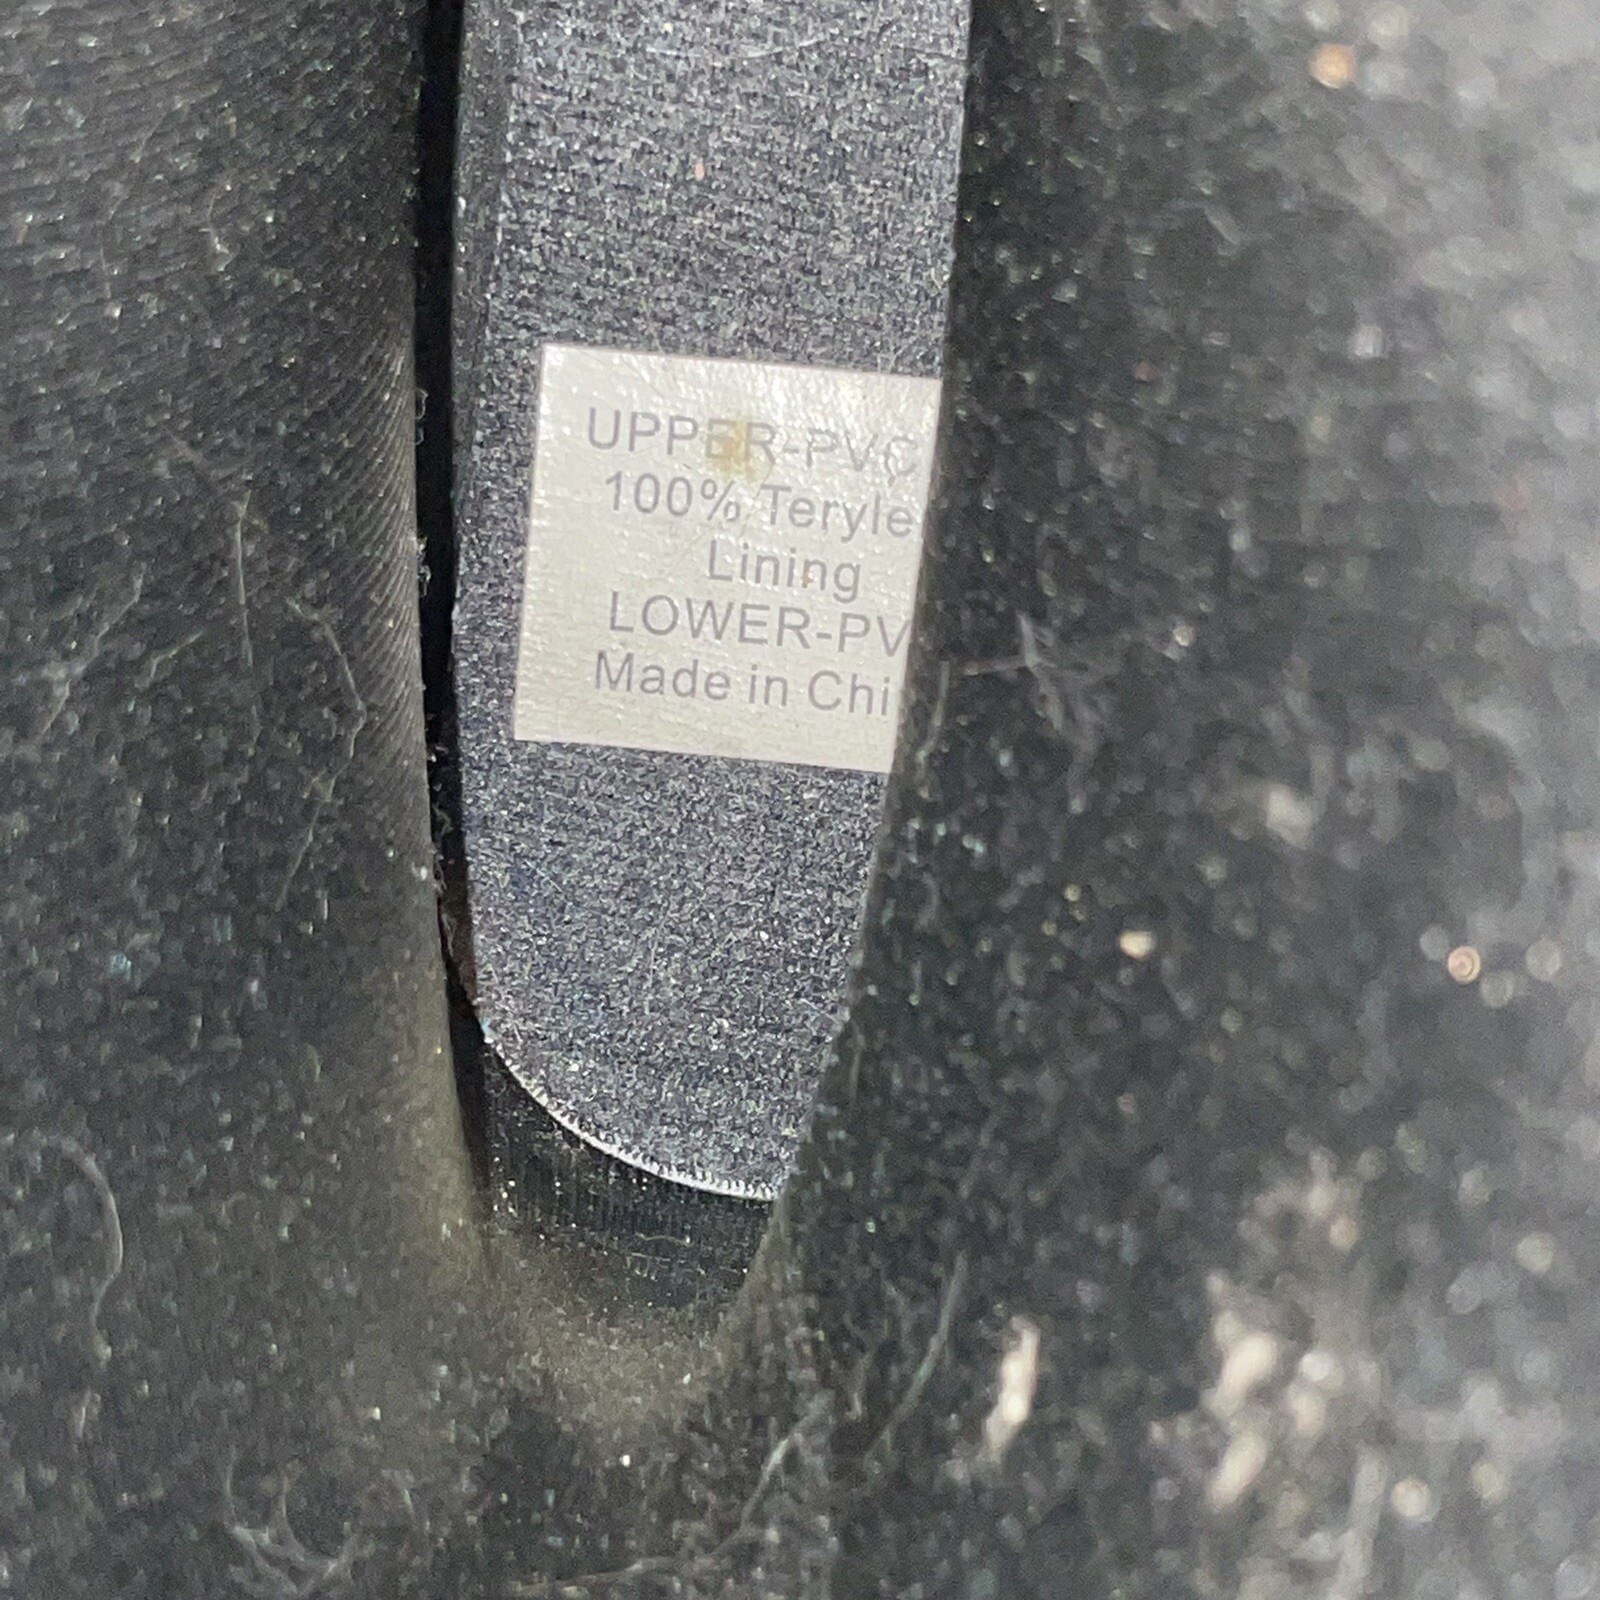 UPPER-PVC
100% Teryle
Lining
LOWER-PV
Made in Chi